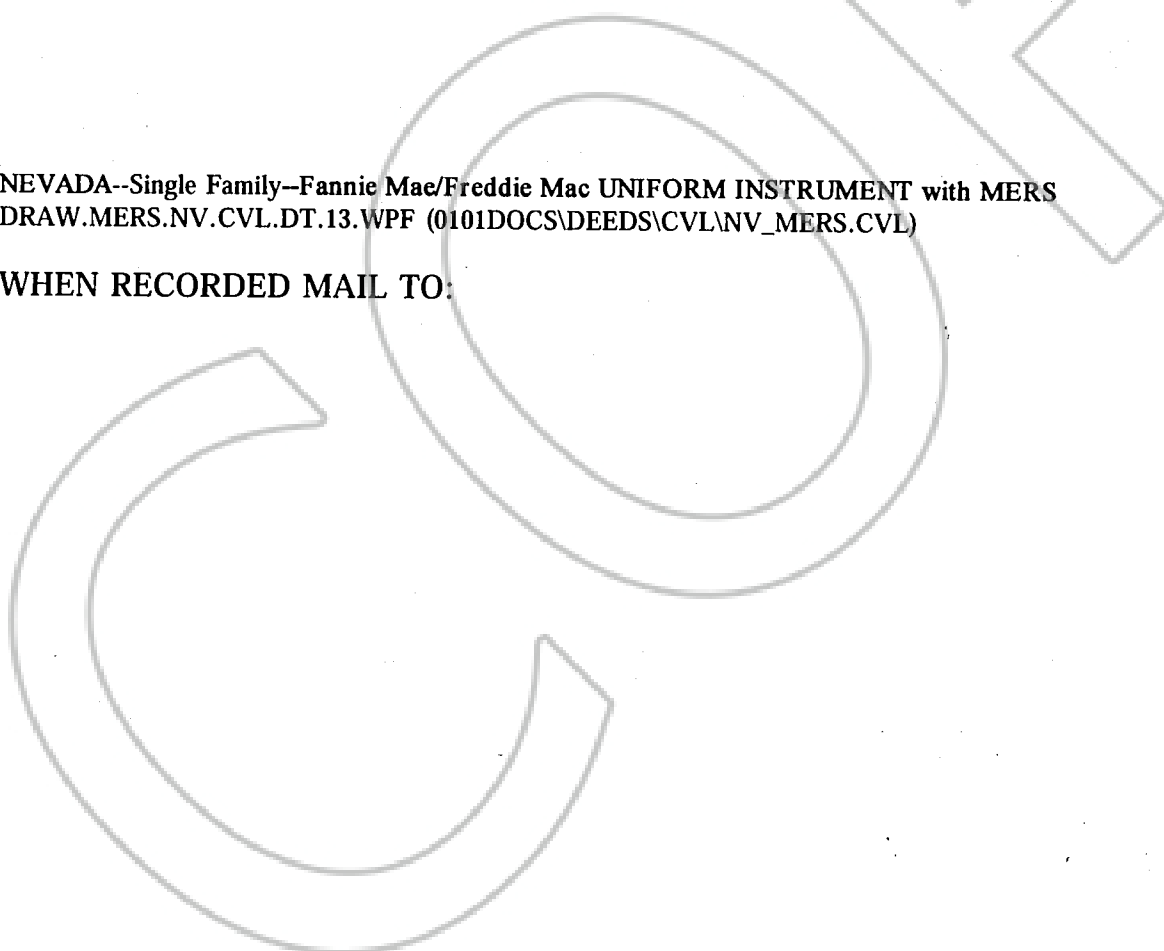 NEVADA--Single Family--Fannie Mae/Freddie Mac UNIFORM INSTRUMENT with MERS
DRAW.MERS.NV.CVL.DT.13.WPF (0101DOCS\DEEDS\CVL\NV_MERS.CVL)
WHEN RECORDED MAIL TO:
CO